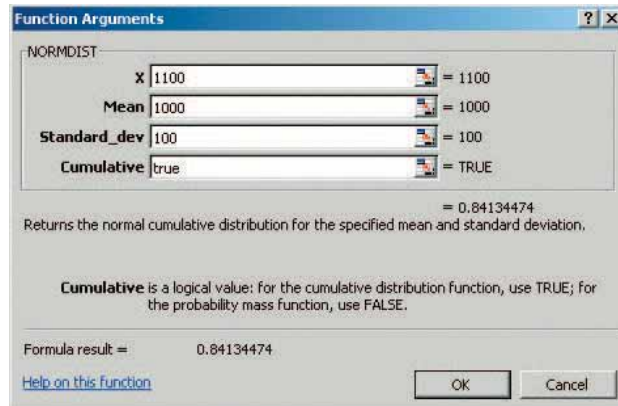 Function Arguments
NORMDIST
X 1100 = 1100
Mean 1000 = 1000
Standard_dev 100 = 100
Cumulative true = TRUE
= 0.84134474
Returns the normal cumulative distribution for the specified mean and standard deviation.
Cumulative is a logical value: for the cumulative distribution function, use TRUE; for
the probability mass function, use FALSE.
Formula result = 0.84134474
Help on this function OK Cancel